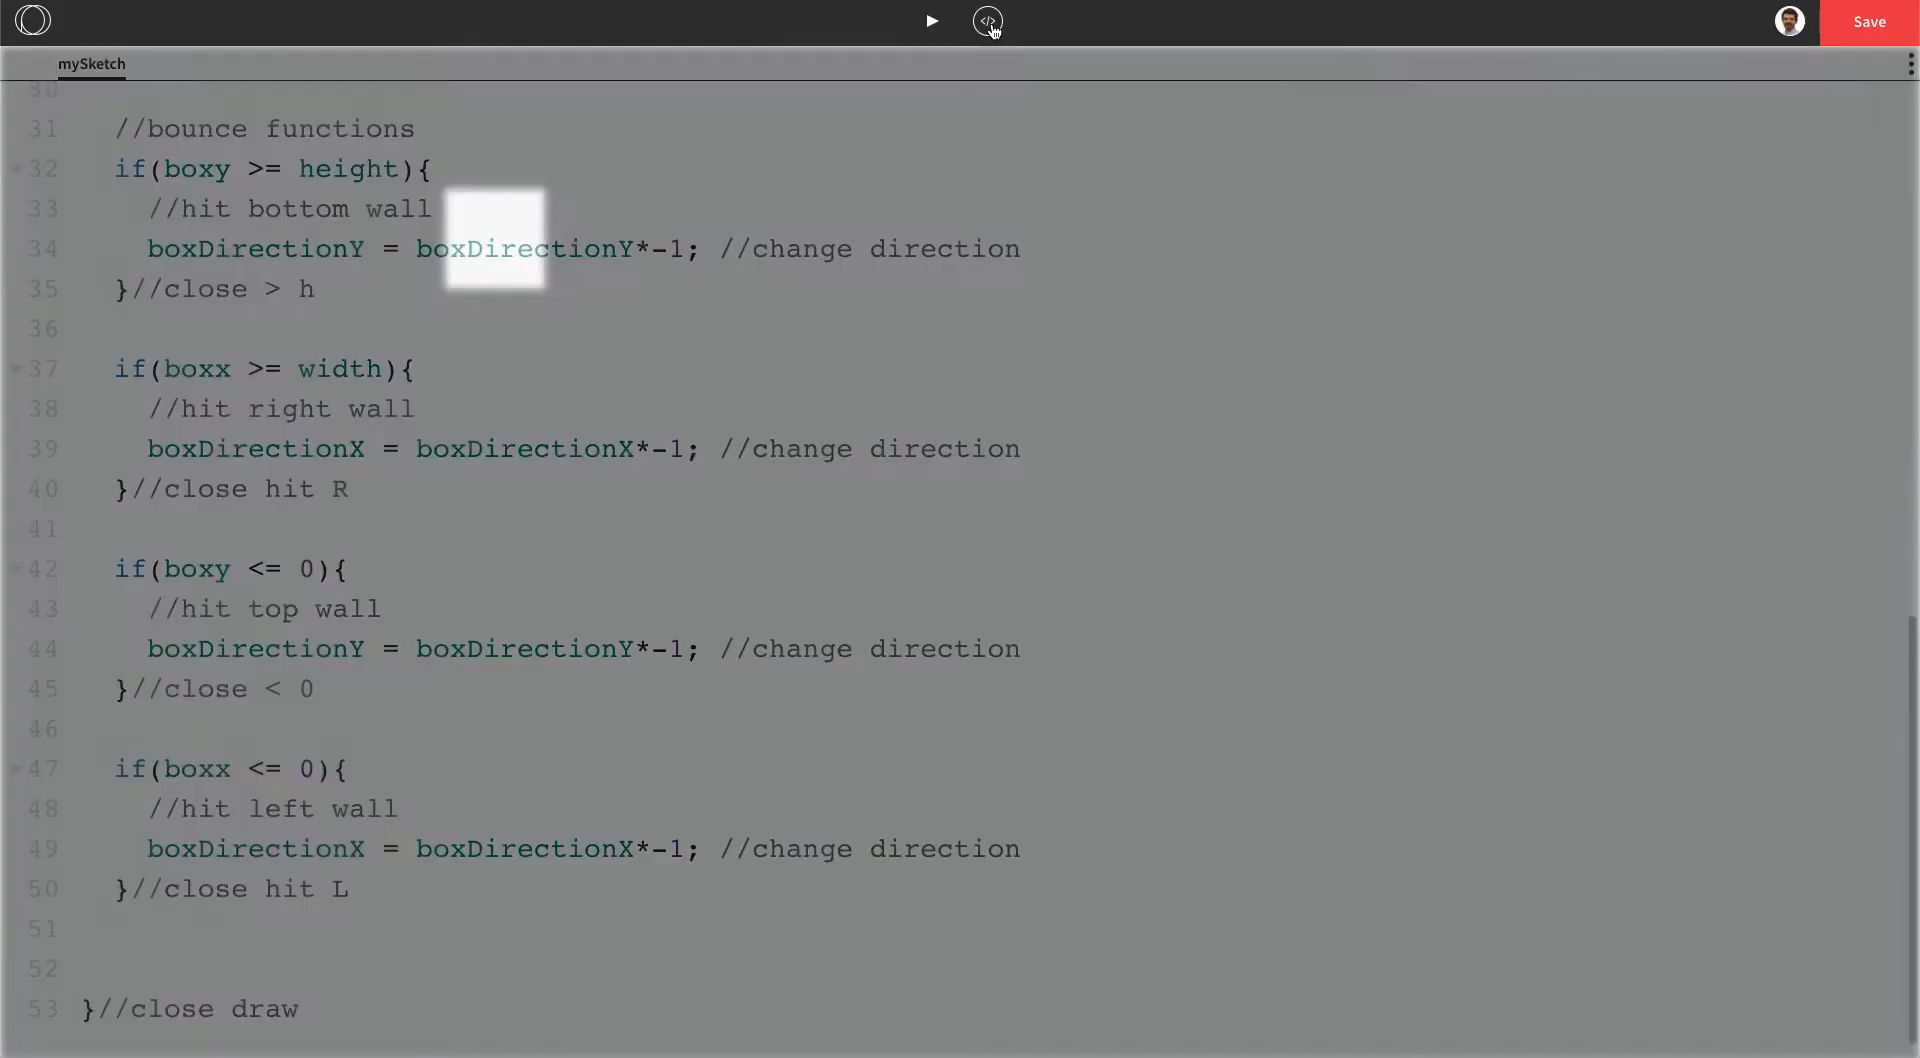 </>
Save
mySketch
30
31 //bounce functions
32 if(boxy >= height){
33 //hit bottom wall
34 boxDirectionY = boxDirectionY*-1; //change direction
35 }//close > h
36
37 if(boxx >= width){
38 //hit right wall
39 boxDirectionX = boxDirectionX*-1; //change direction
40 }//close hit R
41
42 if(boxy <= 0){
43 //hit top wall
44 boxDirectionY = boxDirectionY*-1; //change direction
45 }//close < 0
46
47 if(boxx <= 0){
48 //hit left wall
49 boxDirectionX = boxDirectionX*-1; //change direction
50 }//close hit L
51
52
53 }//close draw